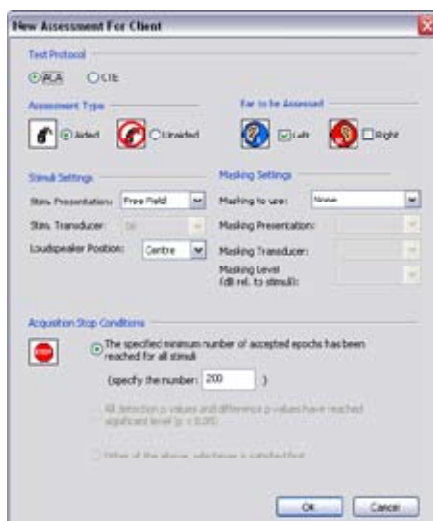 New Assessment For Client
Test Protocol
ACA CTE
Assessment Type Ear to be Assessed
Aided Unaided Left Right
Stimuli Settings Masking Settings
Stim. Presentation: Free Field Masking to use: None
Stim. Transducer: Masking Presentation:
Loudspeaker Position: Centre Masking Transducer:
Masking Level
(dB rel. to stimuli):
Acquisition Stop Conditions
STOP
The specified minimum number of accepted epochs has been
reached for all stimuli
(specify the number: 200 )
All detection p values and difference p-values have reached
significant level (p < 0.05)
Either of the above, whichever is satisfied first
OK Cancel